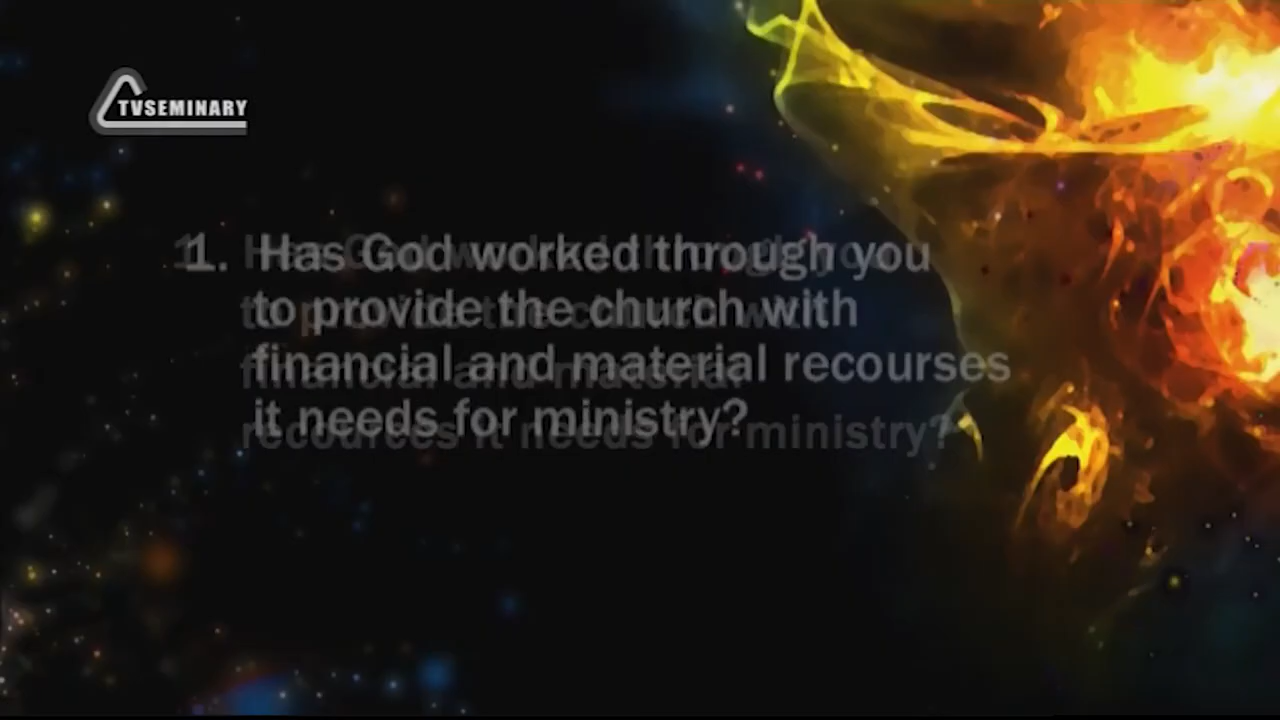 TVSEMINARY
1. Has God worked through you
to provide the church with
financial and material recourses
it needs for ministry?